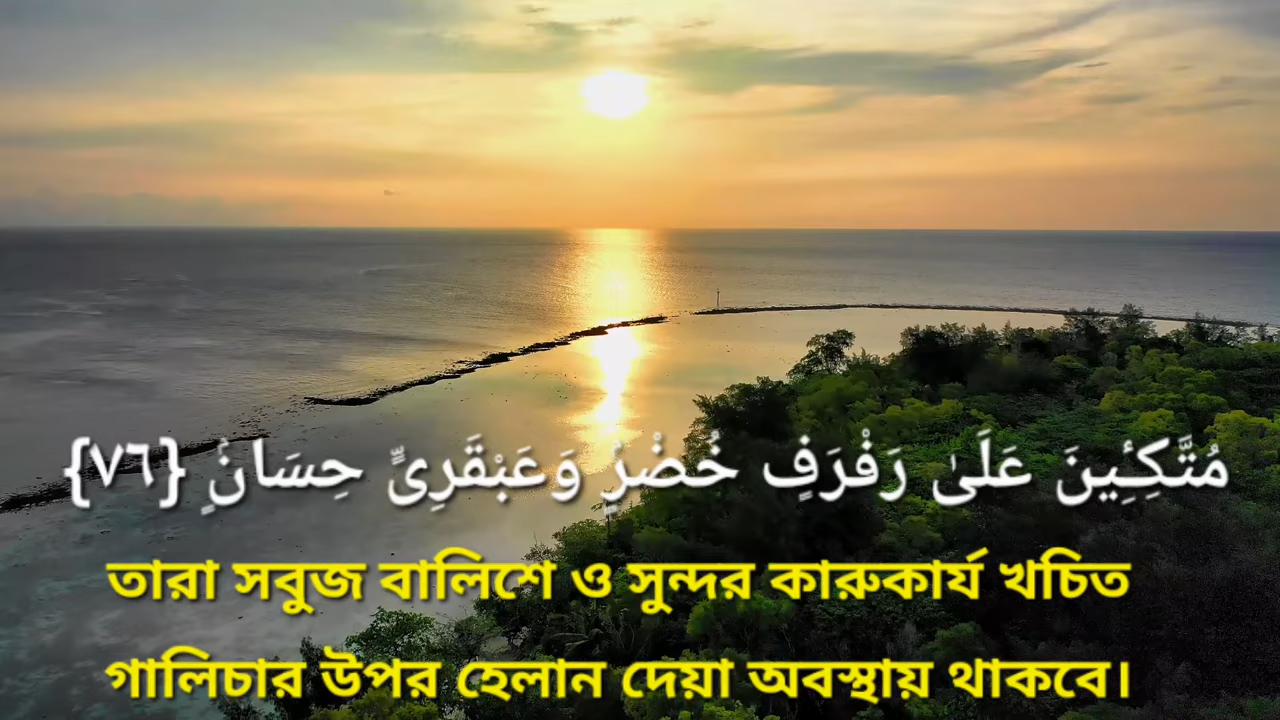 مُتَّكِـِٔينَ عَلَىٰ رَفْرَفٍ خُضْرٍ وَعَبْقَرِىٍّ حِسَانٍ {٧٦}
তারা সবুজ বালিশে ও সুন্দর কারুকার্য খচিত
গালিচার উপর হেলান দেয়া অবস্থায় থাকবে।